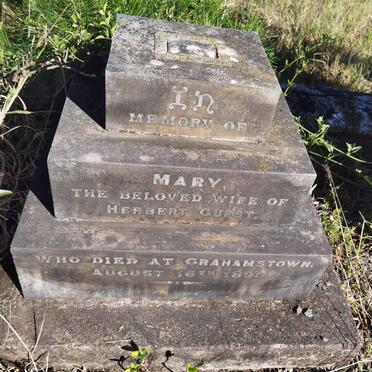 In
MEMORY OF
MARY,
THE BELOVED WIFE OF
HERBERT GUEST.
WHO DIED AT GRAHAMSTOWN,
AUGUST 16TH